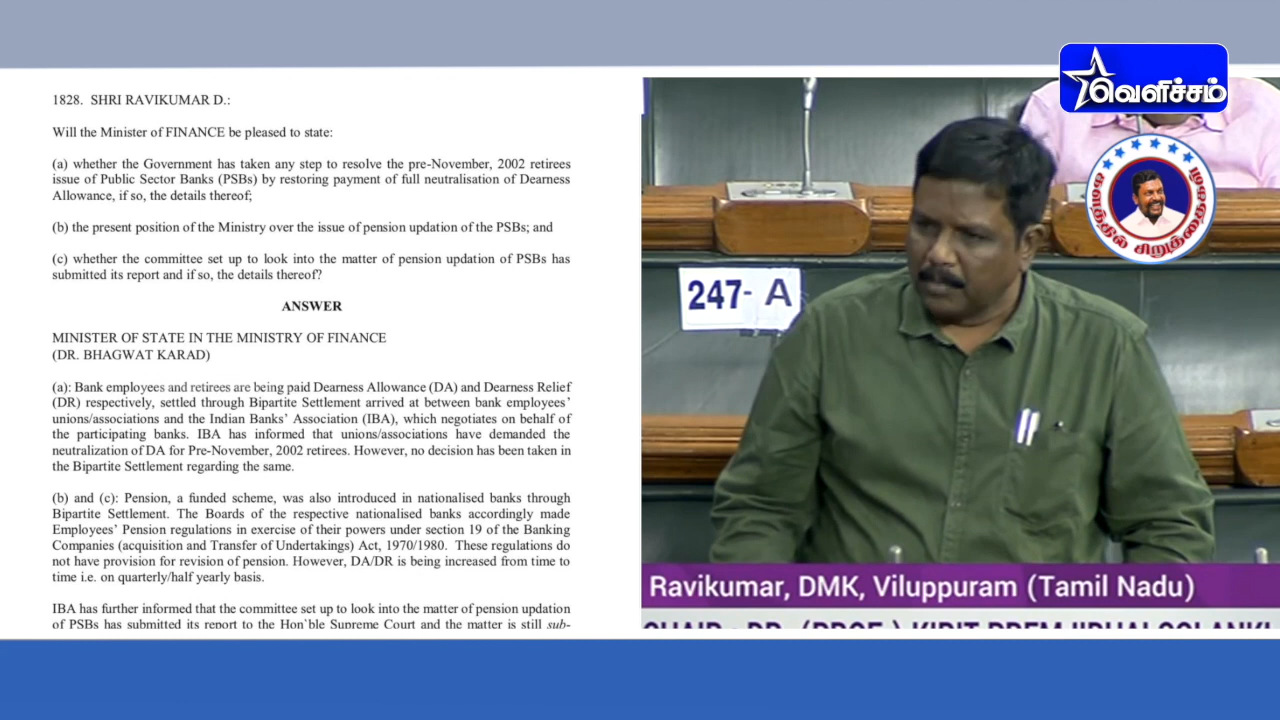 1828. SHRI RAVIKUMAR D.:
Will the Minister of FINANCE be pleased to state:
(a) whether the Government has taken any step to resolve the pre-November, 2002 retirees
issue of Public Sector Banks (PSBs) by restoring payment of full neutralisation of Dearness
Allowance, if so, the details thereof;
(b) the present position of the Ministry over the issue of pension updation of the PSBs; and
(c) whether the committee set up to look into the matter of pension updation of PSBs has
submitted its report and if so, the details thereof?
ANSWER
MINISTER OF STATE IN THE MINISTRY OF FINANCE
(DR. BHAGWAT KARAD)
(a): Bank employees and retirees are being paid Dearness Allowance (DA) and Dearness Relief
(DR) respectively, settled through Bipartite Settlement arrived at between bank employees'
unions/associations and the Indian Banks' Association (IBA), which negotiates on behalf of
the participating banks. IBA has informed that unions/associations have demanded the
neutralization of DA for Pre-November, 2002 retirees. However, no decision has been taken in
the Bipartite Settlement regarding the same.
(b) and (c): Pension, a funded scheme, was also introduced in nationalised banks through
Bipartite Settlement. The Boards of the respective nationalised banks accordingly made
Employees' Pension regulations in exercise of their powers under section 19 of the Banking
Companies (acquisition and Transfer of Undertakings) Act, 1970/1980. These regulations do
not have provision for revision of pension. However, DA/DR is being increased from time to
time i.e. on quarterly/half yearly basis.
IBA has further informed that the committee set up to look into the matter of pension updation
of PSBs has submitted its report to the Hon`ble Supreme Court and the matter is still sub-
வெளிச்சம்
களத்தில் சிறுத்தைகள்
247- A
Ravikumar, DMK, Viluppuram (Tamil Nadu)
CHAIR : DR. (PROF.) KIRIT PREMJIBHAI SOLANKI